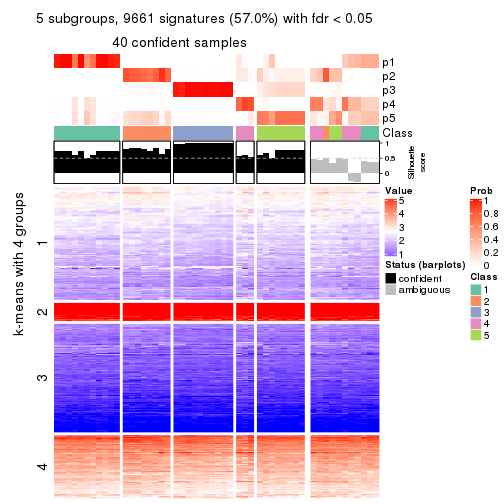 5 subgroups, 9661 signatures (57.0%) with fdr < 0.05
40 confident samples
p1
p2
p3
p4
p5
Class
1
0.5
0
Silhouette
score
k-means with 4 groups
1
2
3
4
Value
5
4
3
2
1
Status (barplots)
confident
ambiguous
Prob
1
0.8
0.6
0.4
0.2
0
Class
1
2
3
4
5